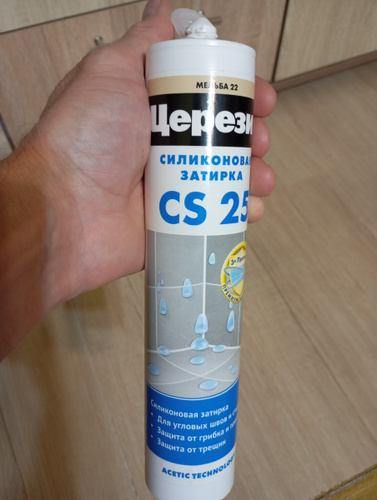 МЕЛЬБА 22
Церези
СИЛИКОНОВАЯ
ЗАТИРКА
CS 25
Силиконовая затирка
• Для угловых швов и
• Защита от грибка и
• Защита от трещин
ACETIC TECHNOLOGY